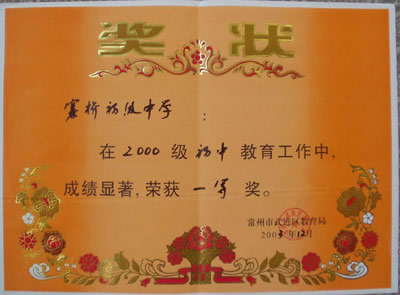 奖状
寨桥初级中学：
在2000级初中教育工作中，
成绩显著，荣获一等奖。
常州市武进区教育局
2003年12月